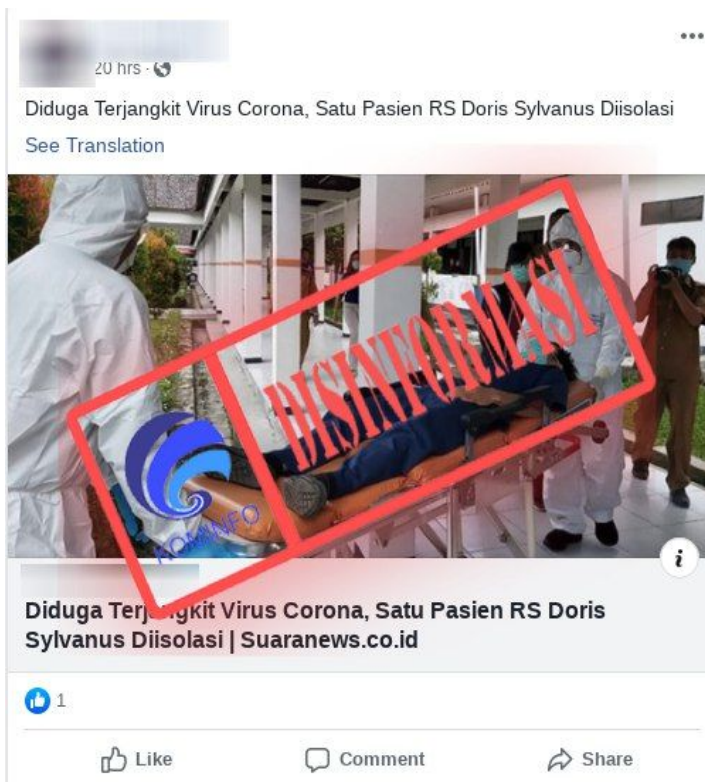 20 hrs ·
Diduga Terjangkit Virus Corona, Satu Pasien RS Doris Sylvanus Diisolasi
See Translation
DISINFORMASI
KOMINFO
i
Diduga Terjangkit Virus Corona, Satu Pasien RS Doris
Sylvanus Diisolasi | Suaranews.co.id
1
Like Comment Share